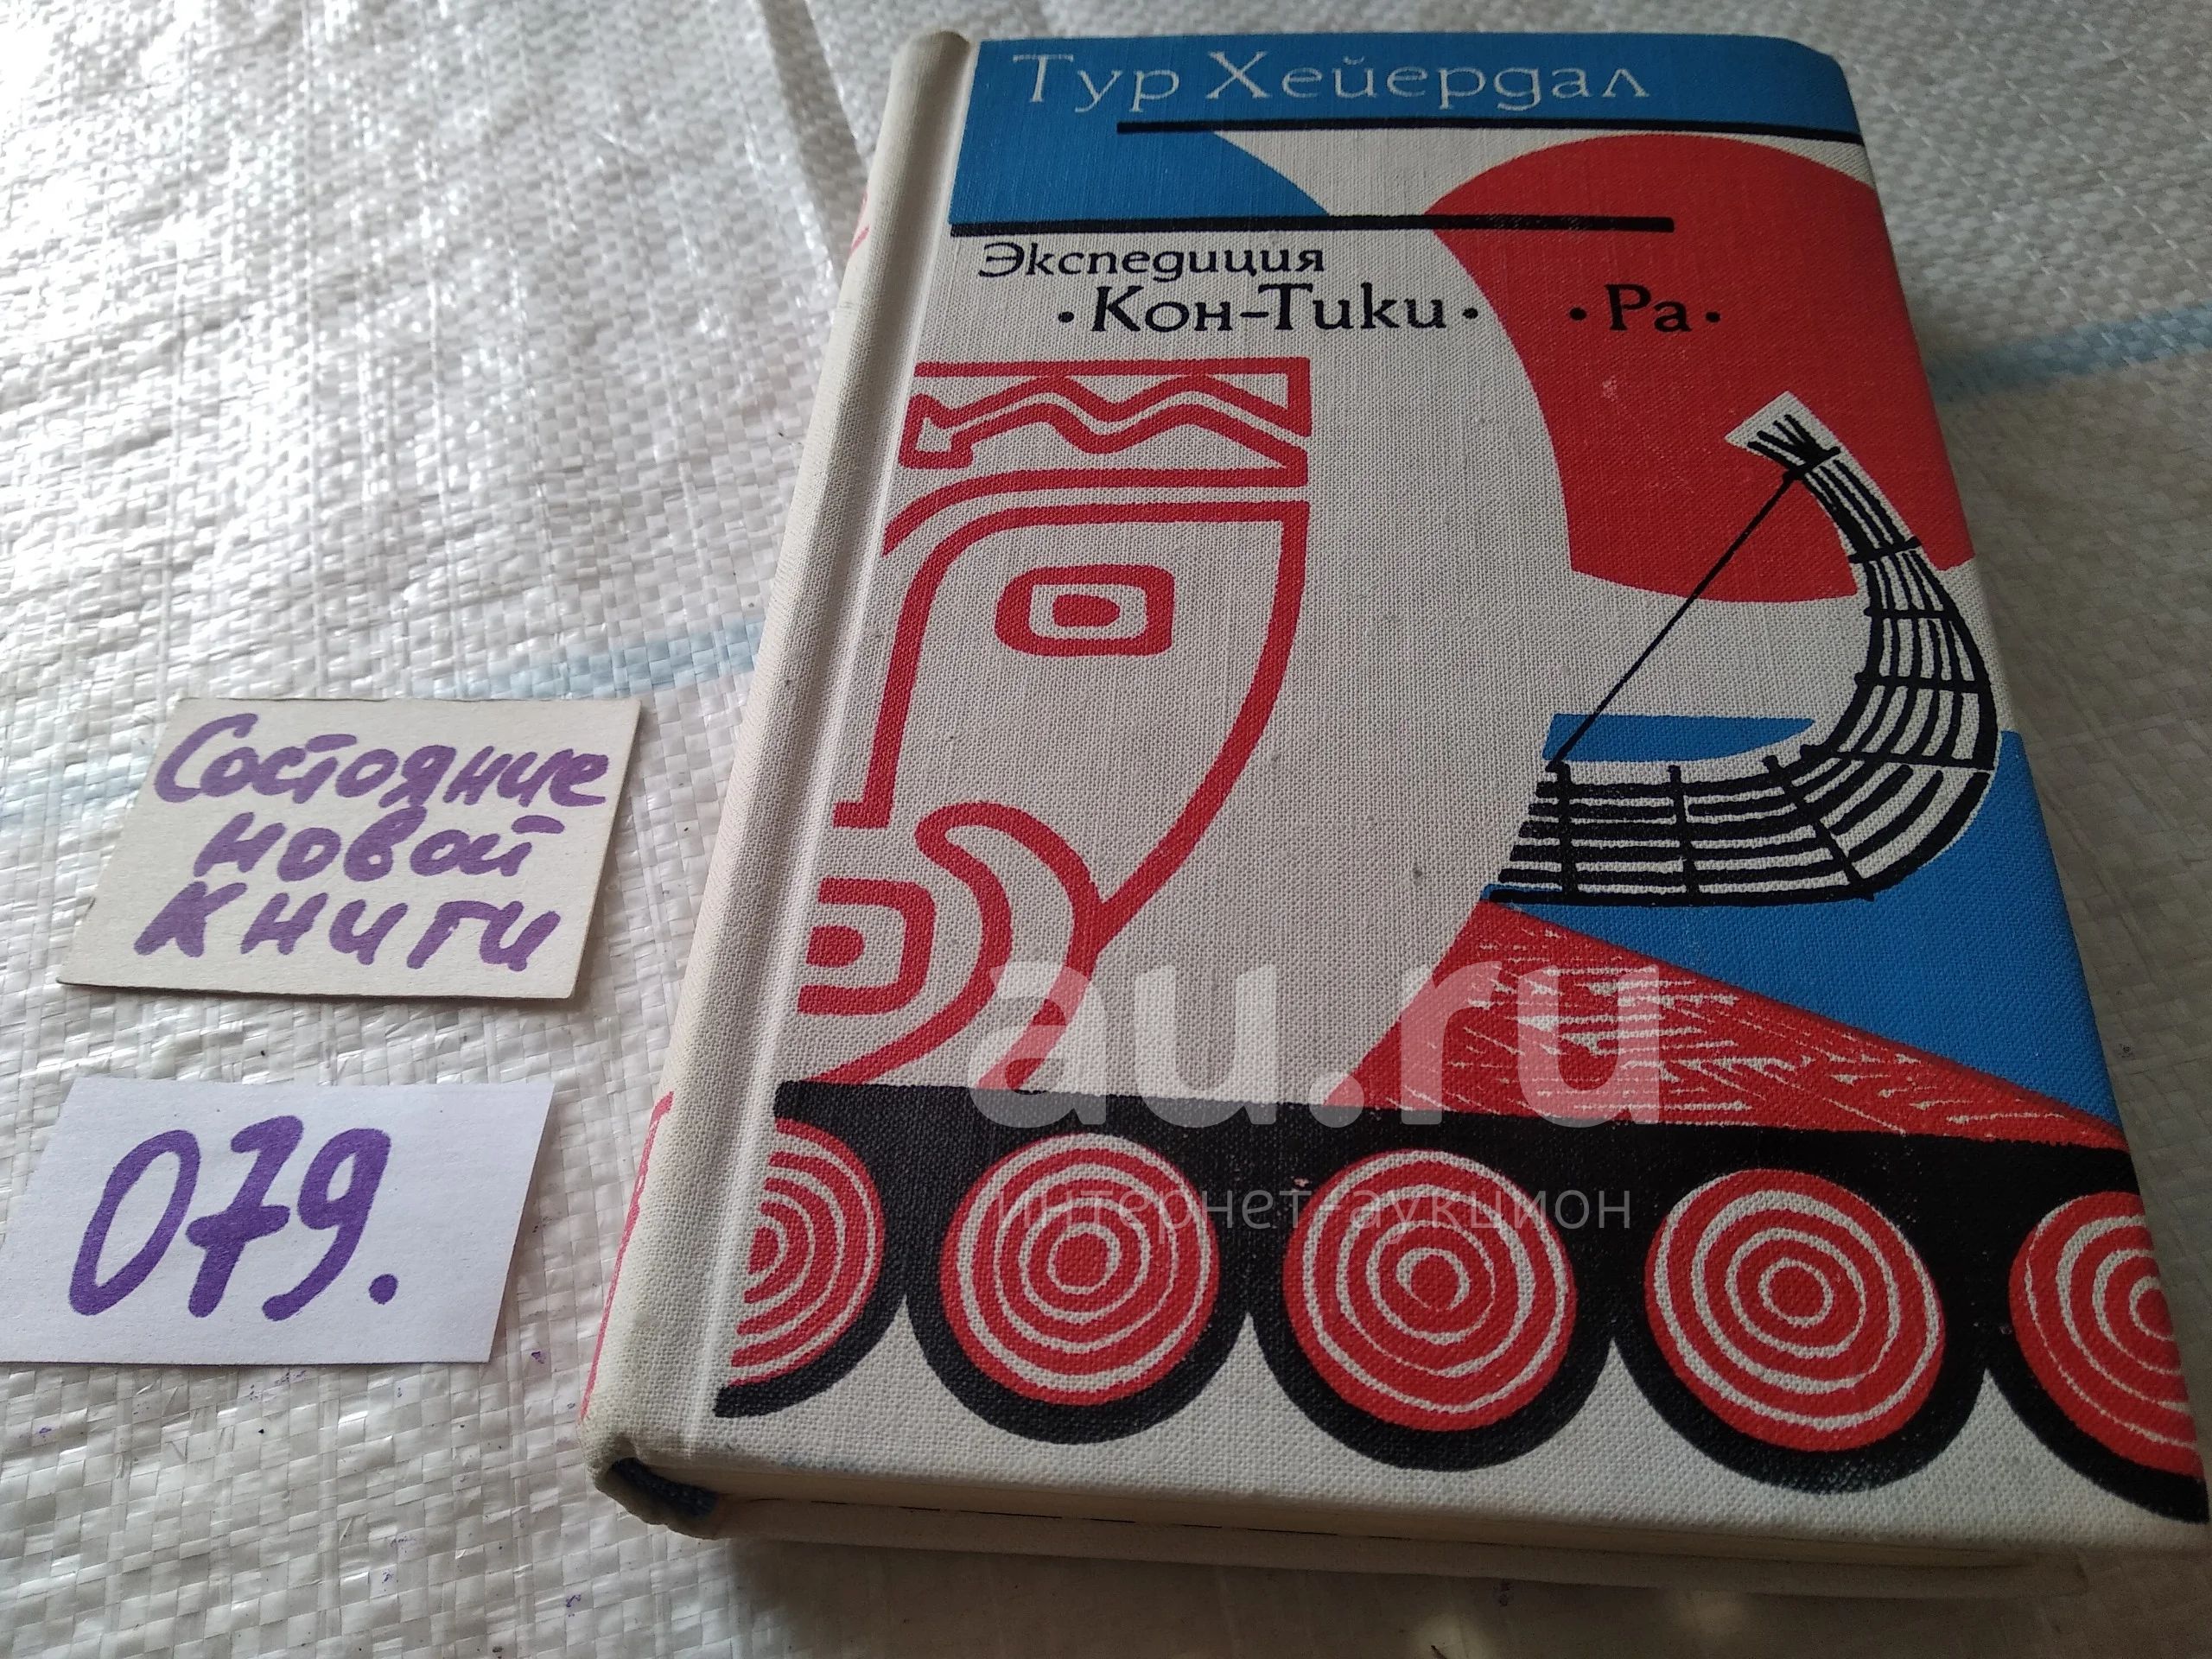 Тур Хейердал
Экспедиция
·Кон-Тики· ·Ра·
Состояние
новой
книги
079.
au.ru
интернет-аукцион